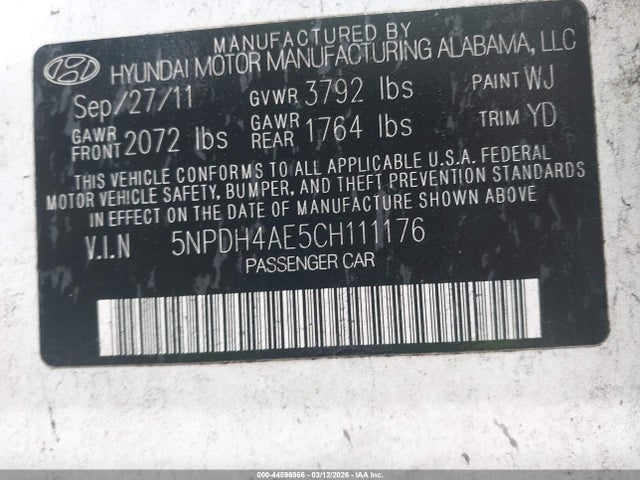 MANUFACTURED BY
HYUNDAI MOTOR MANUFACTURING ALABAMA, LLC
Sep/27/11 GVWR 3792 lbs PAINT WJ
GAWR FRONT 2072 lbs GAWR REAR 1764 lbs TRIM YD
THIS VEHICLE CONFORMS TO ALL APPLICABLE U.S.A. FEDERAL
MOTOR VEHICLE SAFETY, BUMPER, AND THEFT PREVENTION STANDARDS
IN EFFECT ON THE DATE OF MANUFACTURE SHOWN ABOVE
V.I.N 5NPDH4AE5CH111176
PASSENGER CAR
000-44596966 - 03/12/2026 - IAA Inc.